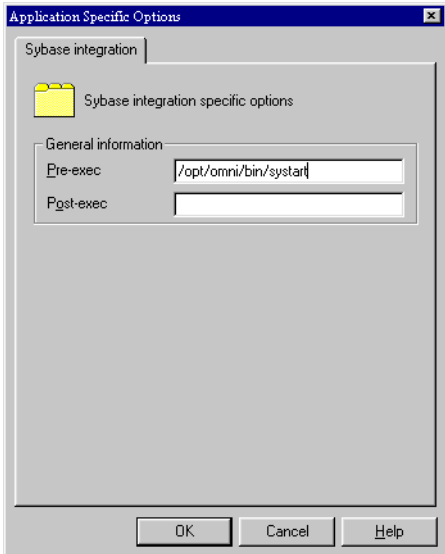 Application Specific Options
Sybase integration
Sybase integration specific options
General information
Pre-exec
/opt/omni/bin/systart
Post-exec
OK
Cancel
Help